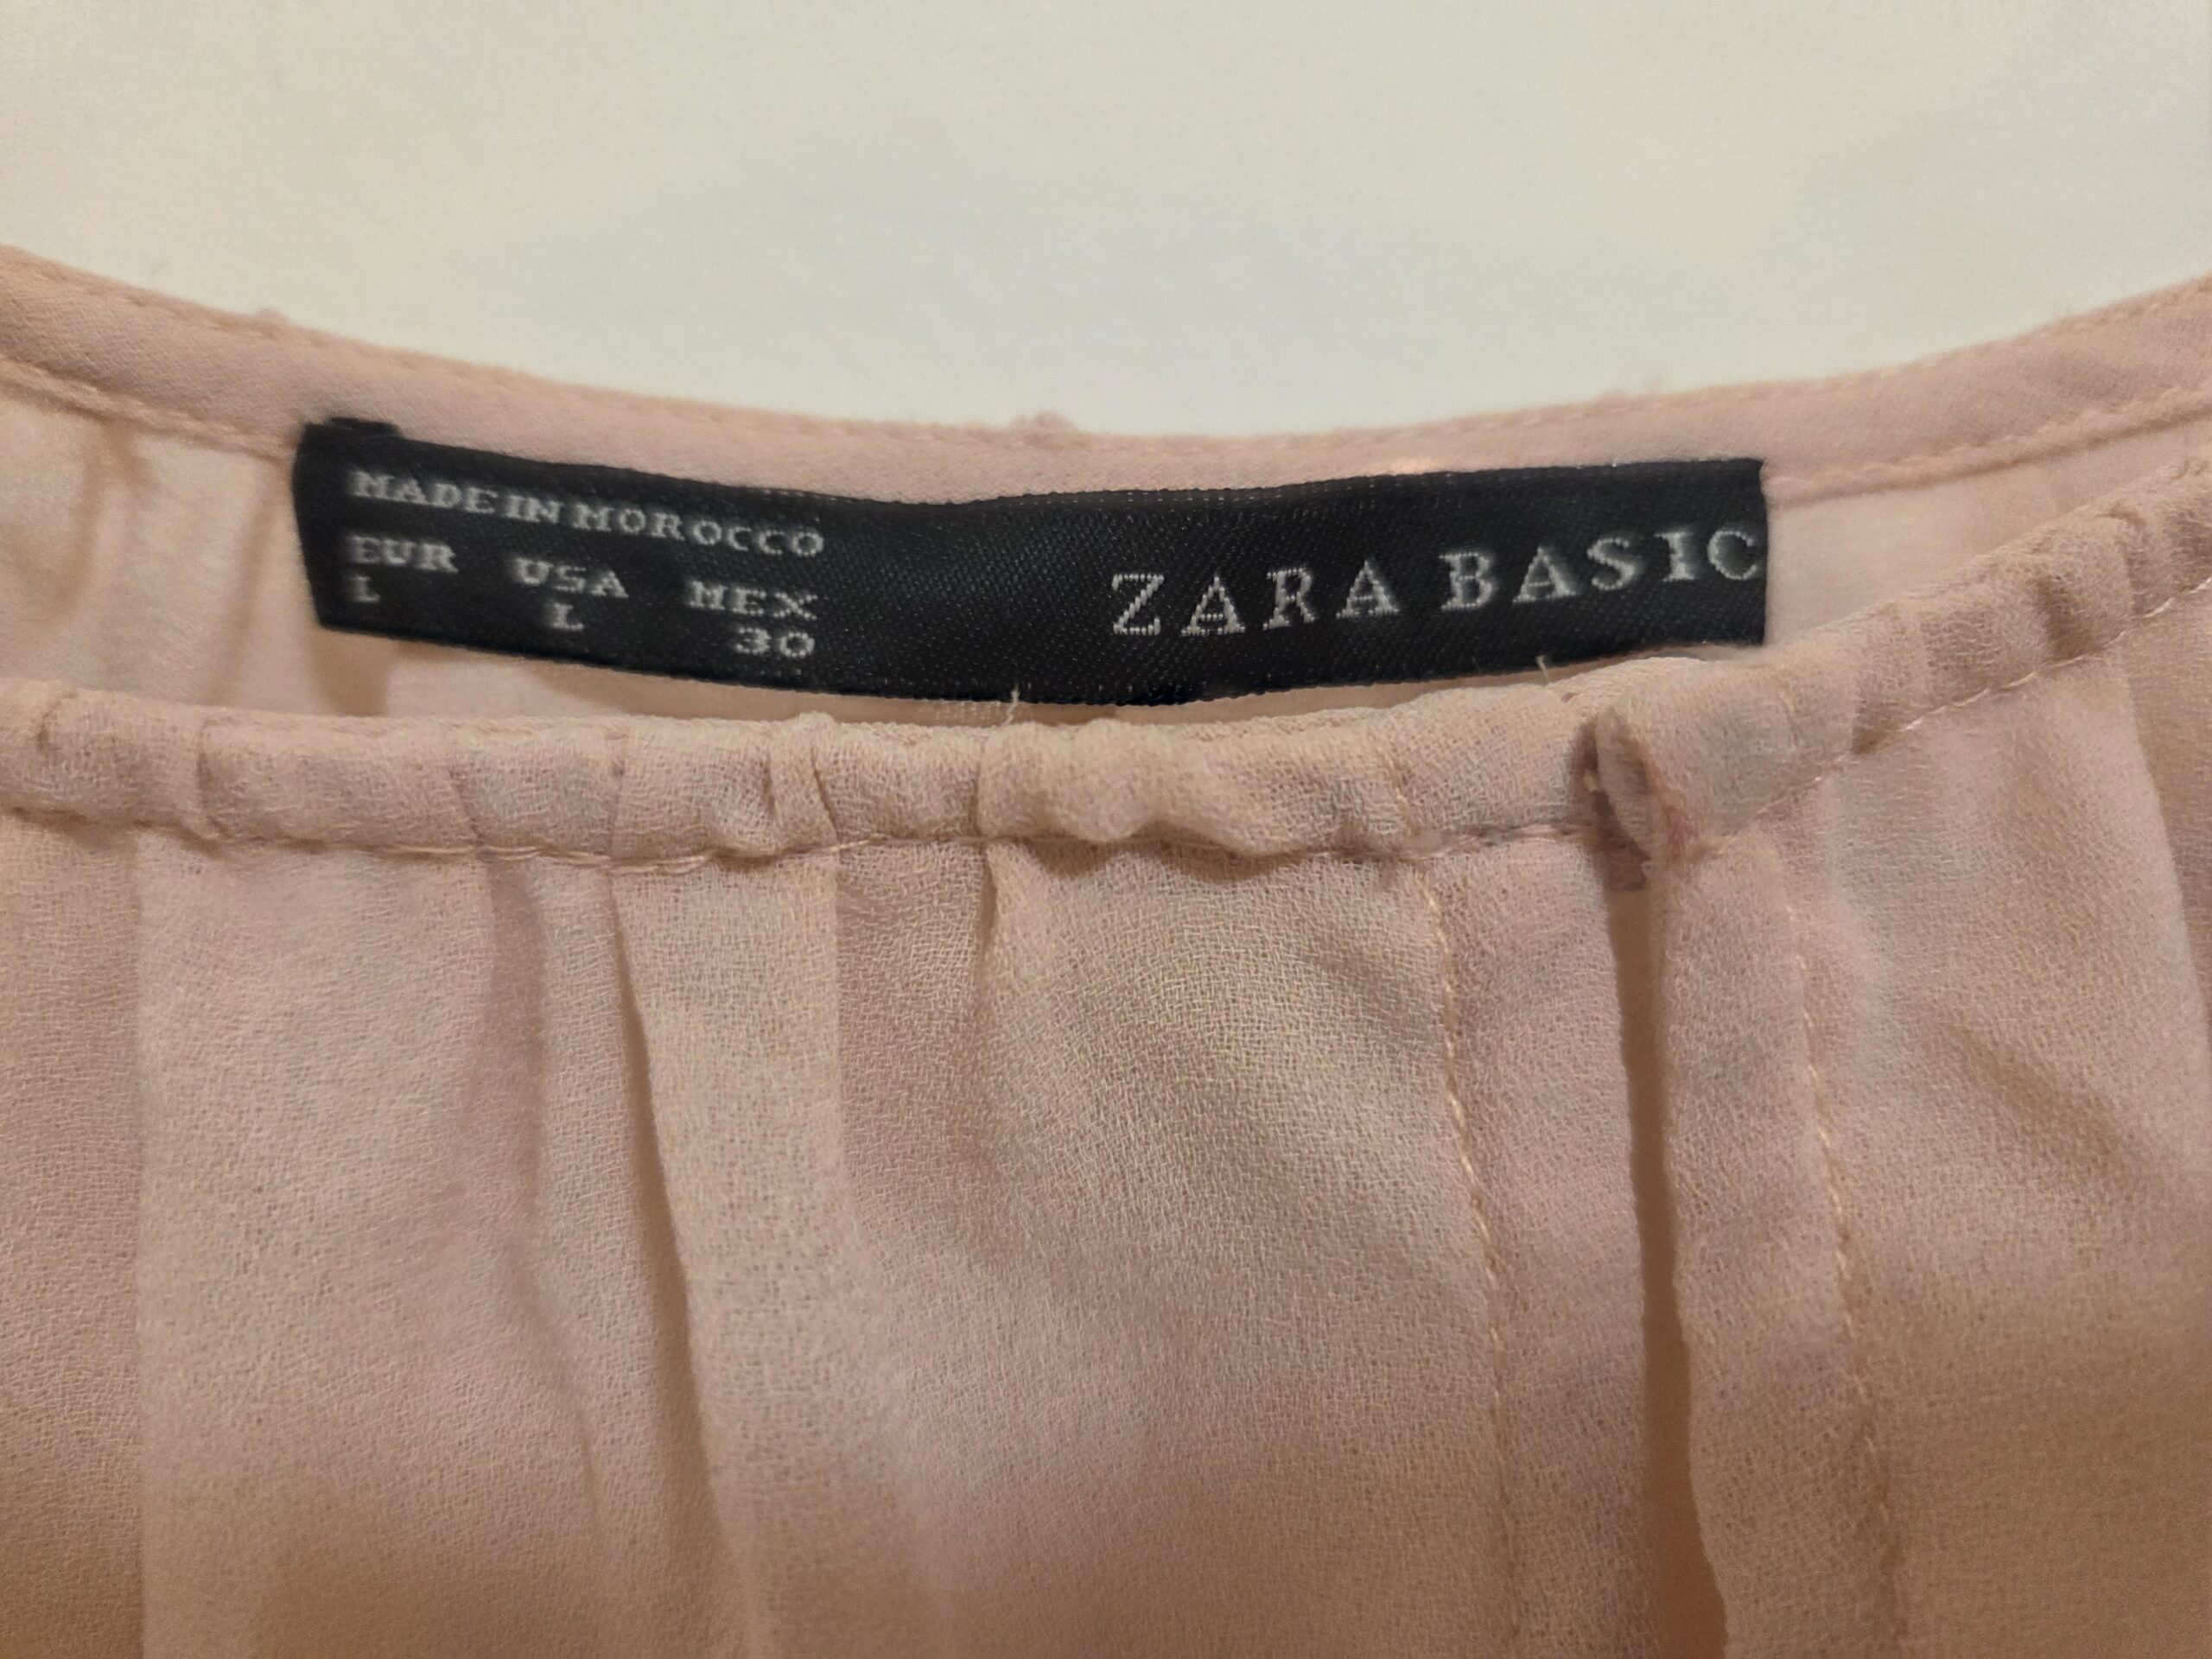 MADE IN MOROCCO
EUR USA MEX
L L 30
ZARA BASIC